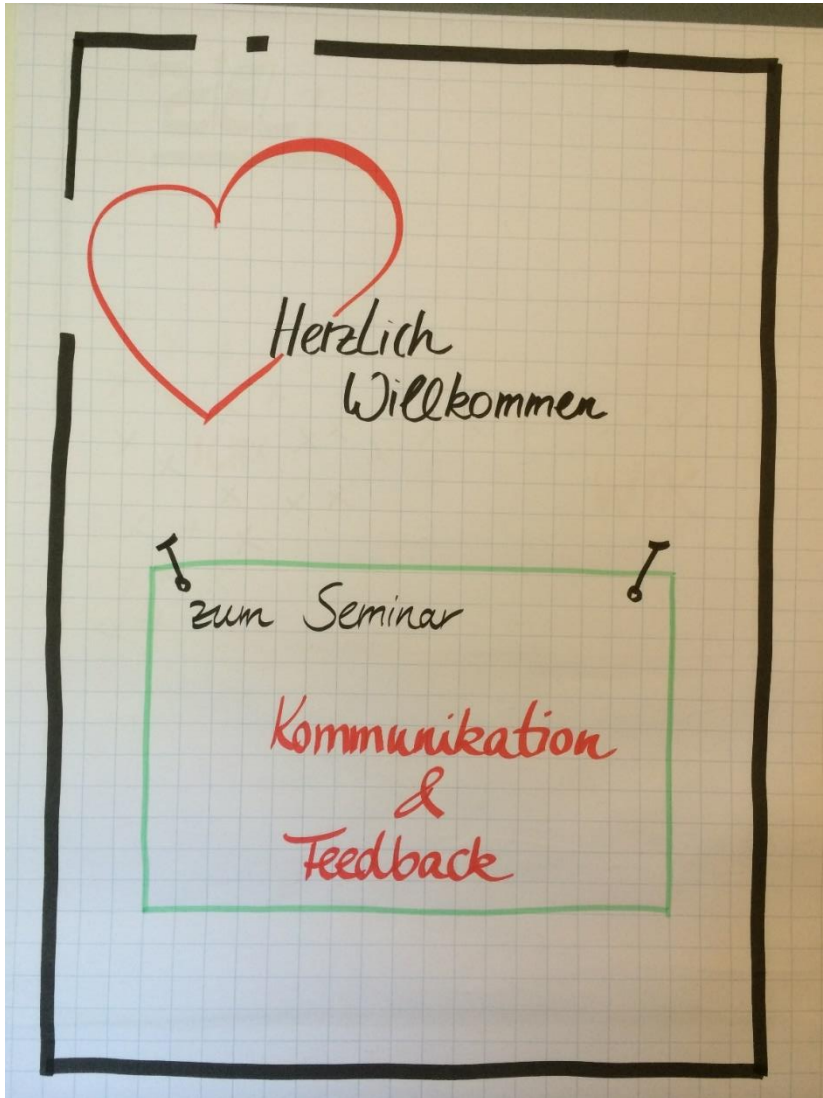 Herzlich
Willkommen
zum Seminar
Kommunikation
&
Feedback